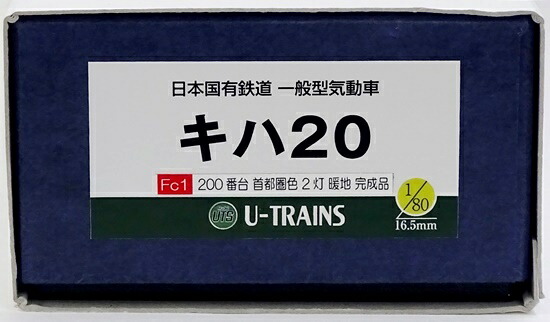 日本国有鉄道 一般型気動車
キハ20
Fc1 200番台 首都圏色 2灯 暖地 完成品
UTS U-TRAINS
1/80
16.5mm